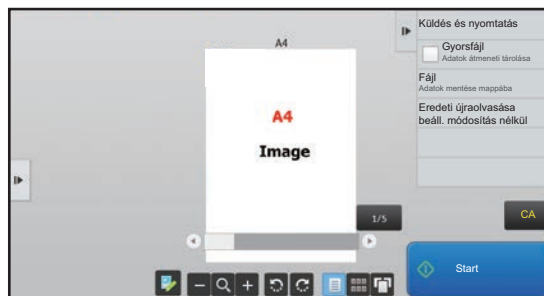 A4
A4
Image
1/5
Küldés és nyomtatás
Gyorsfájl
Adatok átmeneti tárolása
Fájl
Adatok mentése mappába
Eredeti újraolvasása
beáll. módosítás nélkül
CA
Start